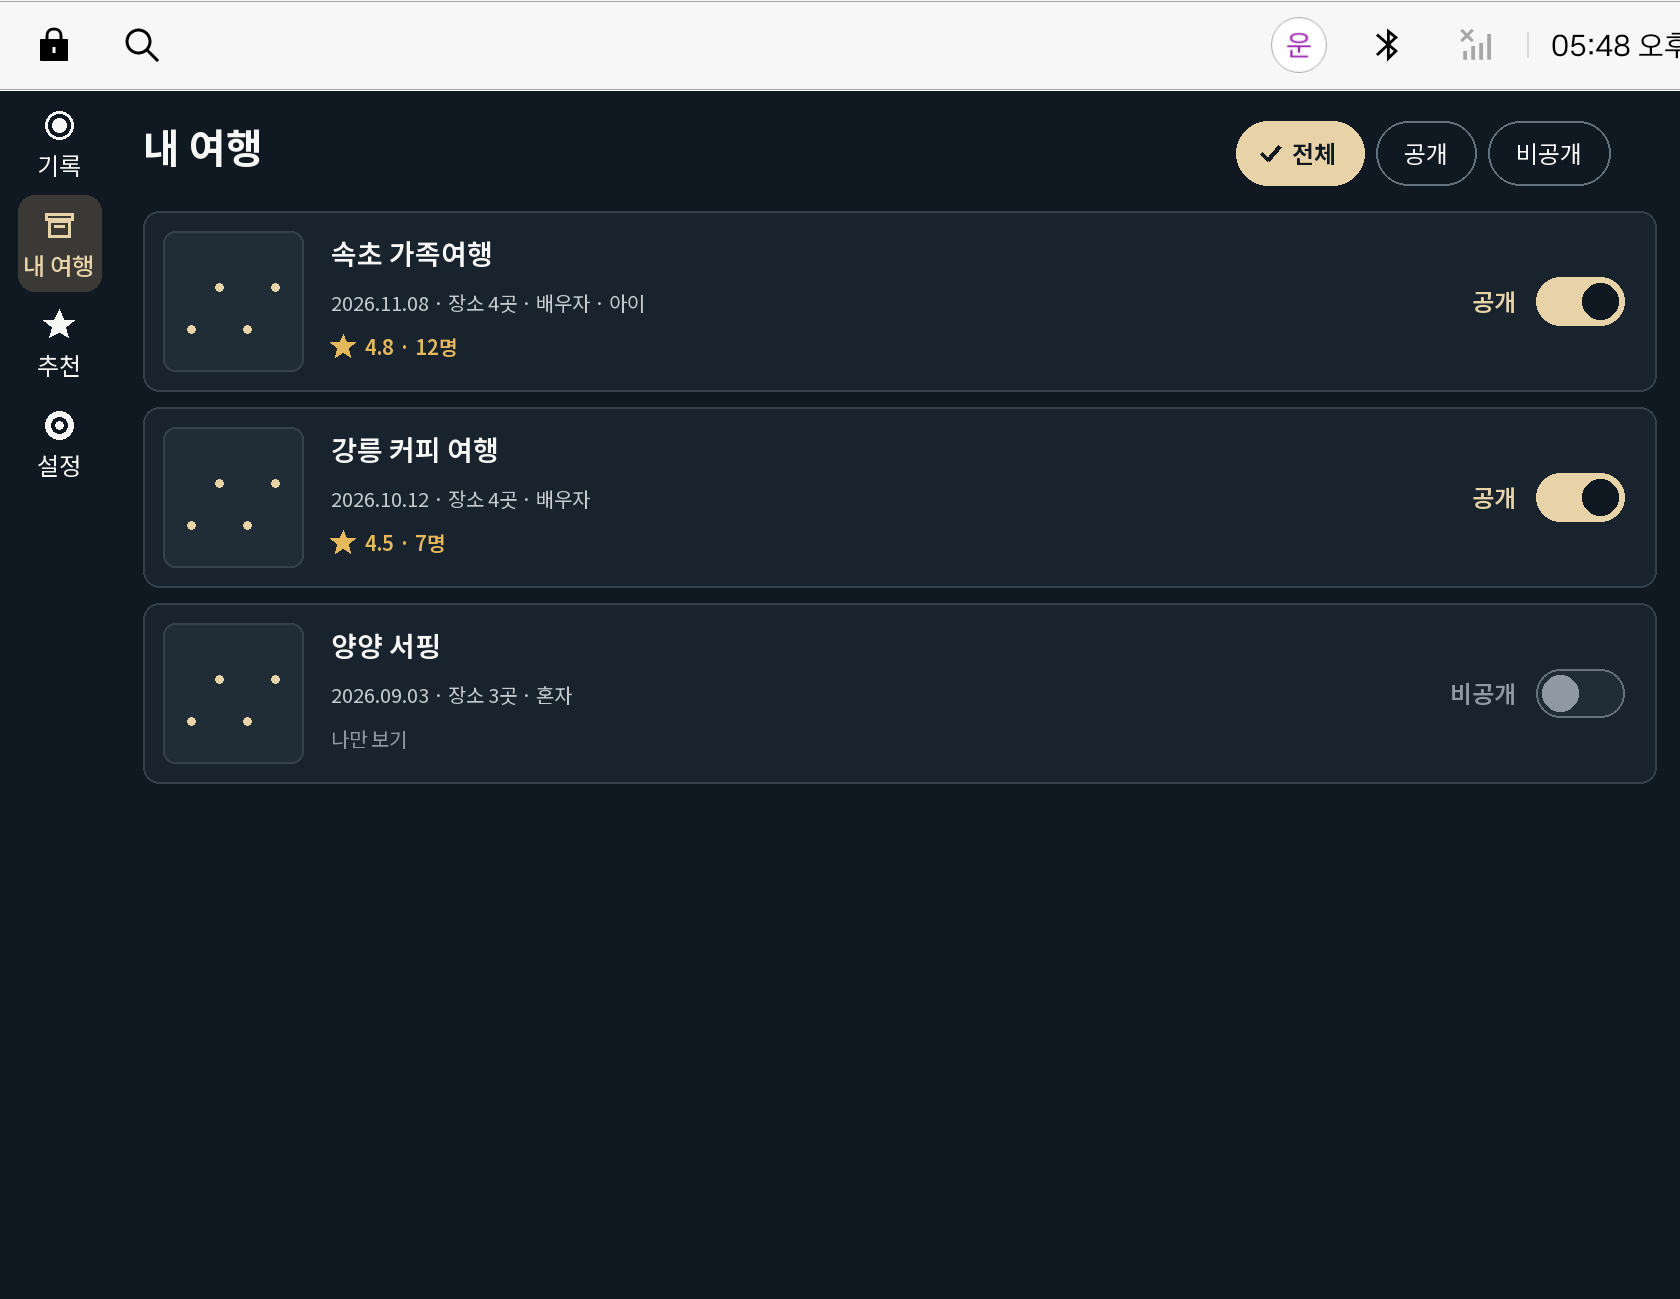 운
05:48 오후
기록
내 여행
추천
설정
내 여행
전체
공개
비공개
속초 가족여행
2026.11.08 · 장소 4곳 · 배우자 · 아이
4.8 · 12명
공개
강릉 커피 여행
2026.10.12 · 장소 4곳 · 배우자
4.5 · 7명
공개
양양 서핑
2026.09.03 · 장소 3곳 · 혼자
나만 보기
비공개